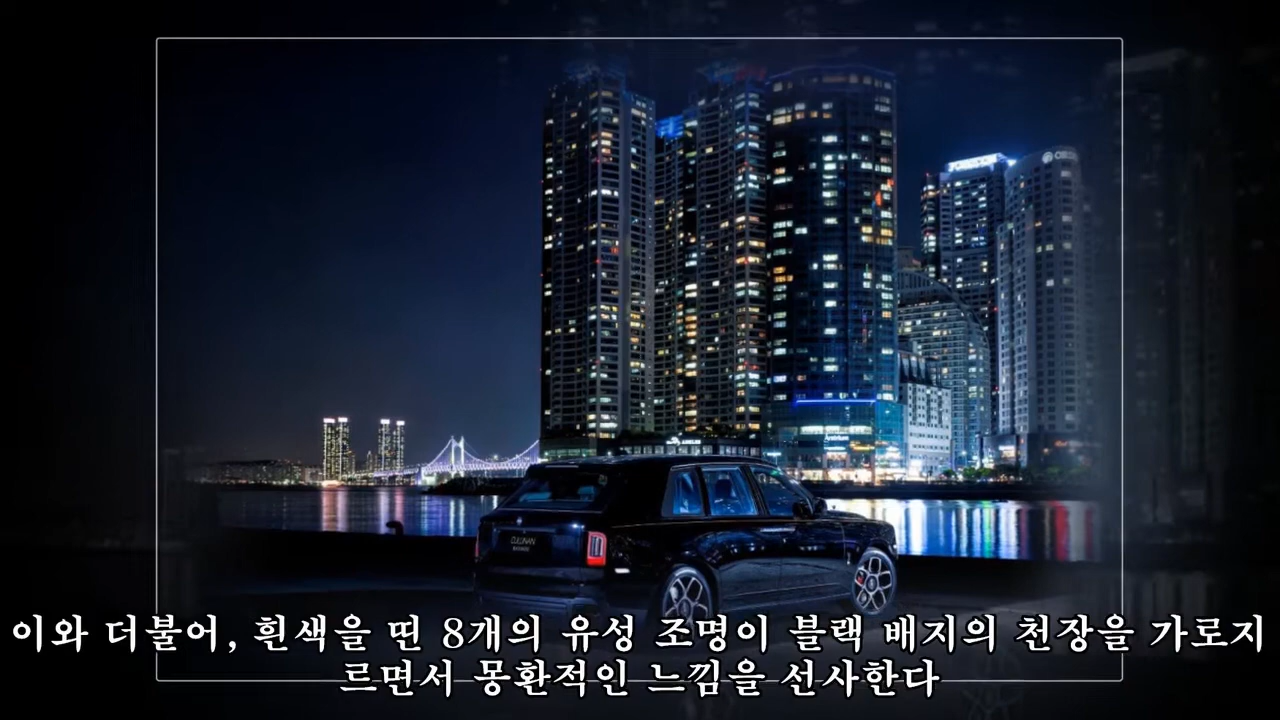 CULLINAN
이와 더불어, 흰색을 띤 8개의 유성 조명이 블랙 배지의 천장을 가로지
르면서 몽환적인 느낌을 선사한다